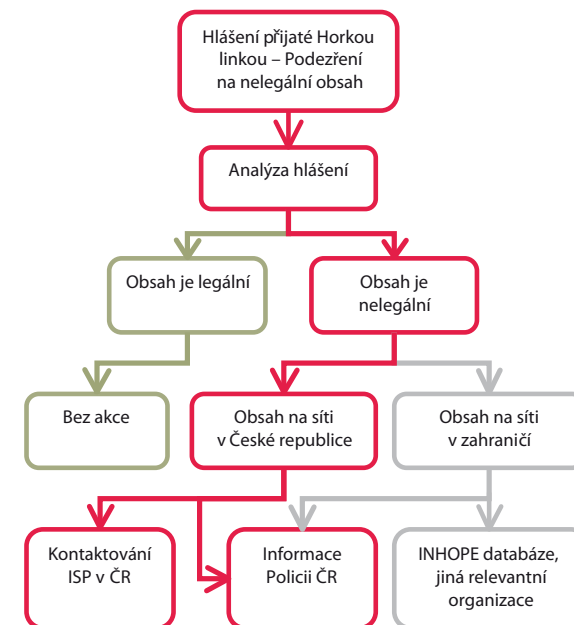 Hlášení přijaté Horkou
linkou – Podezření
na nelegální obsah
Analýza hlášení
Obsah je legální
Obsah je
nelegální
Bez akce
Obsah na síti
v České republice
Obsah na síti
v zahraničí
Kontaktování
ISP v ČR
Informace
Policii ČR
INHOPE databáze,
jiná relevantní
organizace